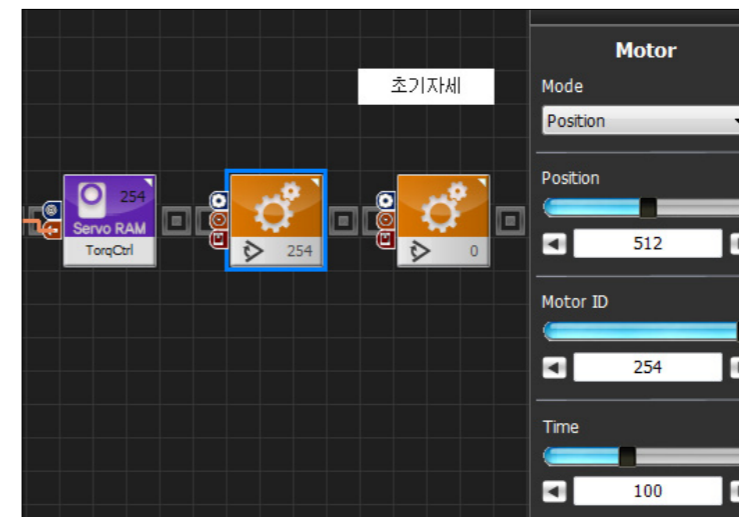 초기자세
254
Servo RAM
TorqCtrl
254
0
Motor
Mode
Position
Position
512
Motor ID
254
Time
100